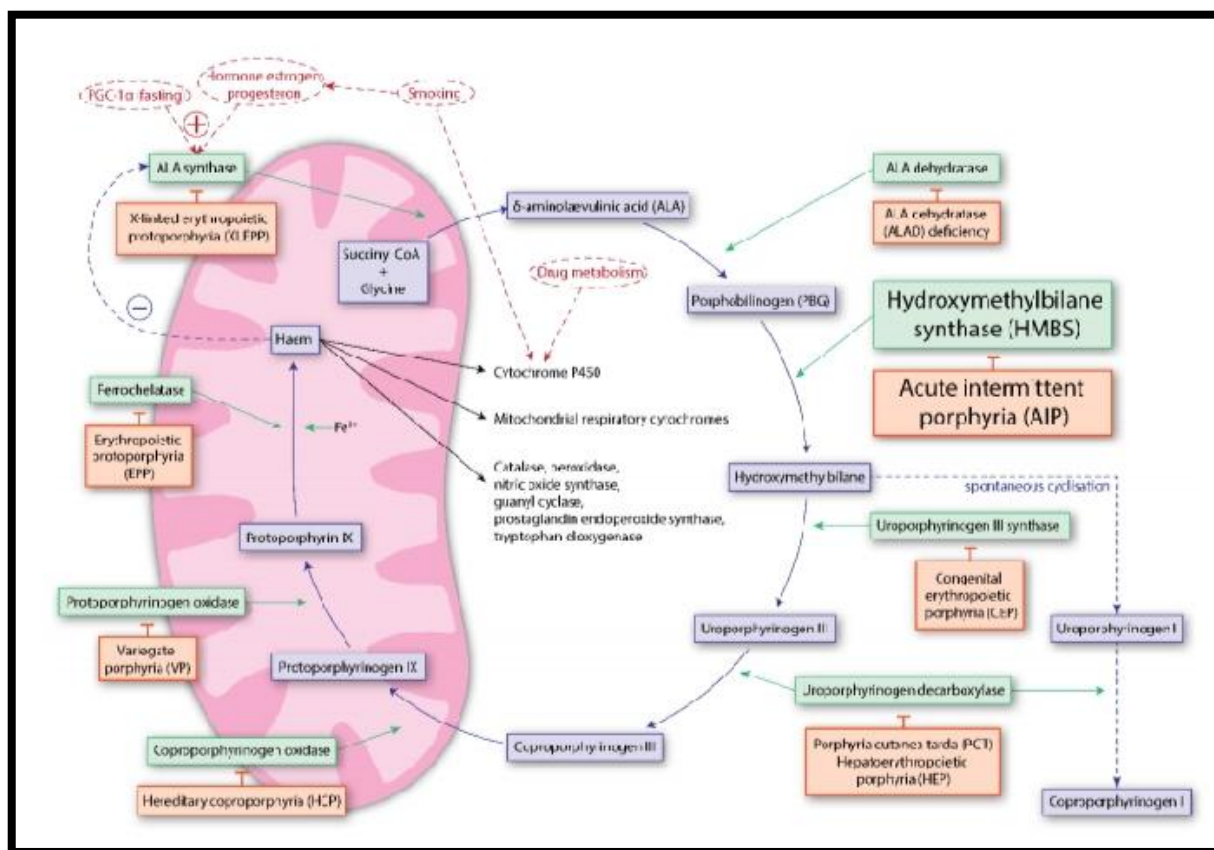 Hormone estrogen
progesteron
PGC-1α fasting
Smoking
+
ALA synthase
X-linked erythropoietic
protoporphyria (XLEPP)
δ-aminolævulinic acid (ALA)
ALA dehydratase
ALA dehydratase
(ALAD) deficiency
Succiny CoA
+
Glycine
Drug metabolism
Porphobilinogen (PBG)
Hydroxymethylbilane
synthase (HMBS)
Acute intermittent
porphyria (AIP)
−
Haem
Cytochrome P450
Mitochondrial respiratory cytochromes
Catalase, peroxidase,
nitric oxide synthase,
guanyl cyclase,
prostaglandin endoperoxide synthase,
tryptophan dioxygenase
Ferrochelatase
Erythropoietic
protoporphyria
(EPP)
Hydroxymethy bilane
spontaneous cyclisation
Uroporphyrinogen III synthase
Congenital
erythropoietic
porphyria (CEP)
Protoporphyrin IX
Protoporphyrinogen oxidase
Variegate
porphyria (VP)
Protoporphyrinogen IX
Uroporphyrinogen III
Uroporphyrinogen I
Uroporphyrinogen decarboxylase
Porphyria cutanea tarda (PCT)
Hepatoerythropoietic
porphyria (HEP)
Coproporphyrinogen oxidase
Hereditary coproporphyria (HCP)
Coproporphyrinogen III
Coproporphyrinogen I